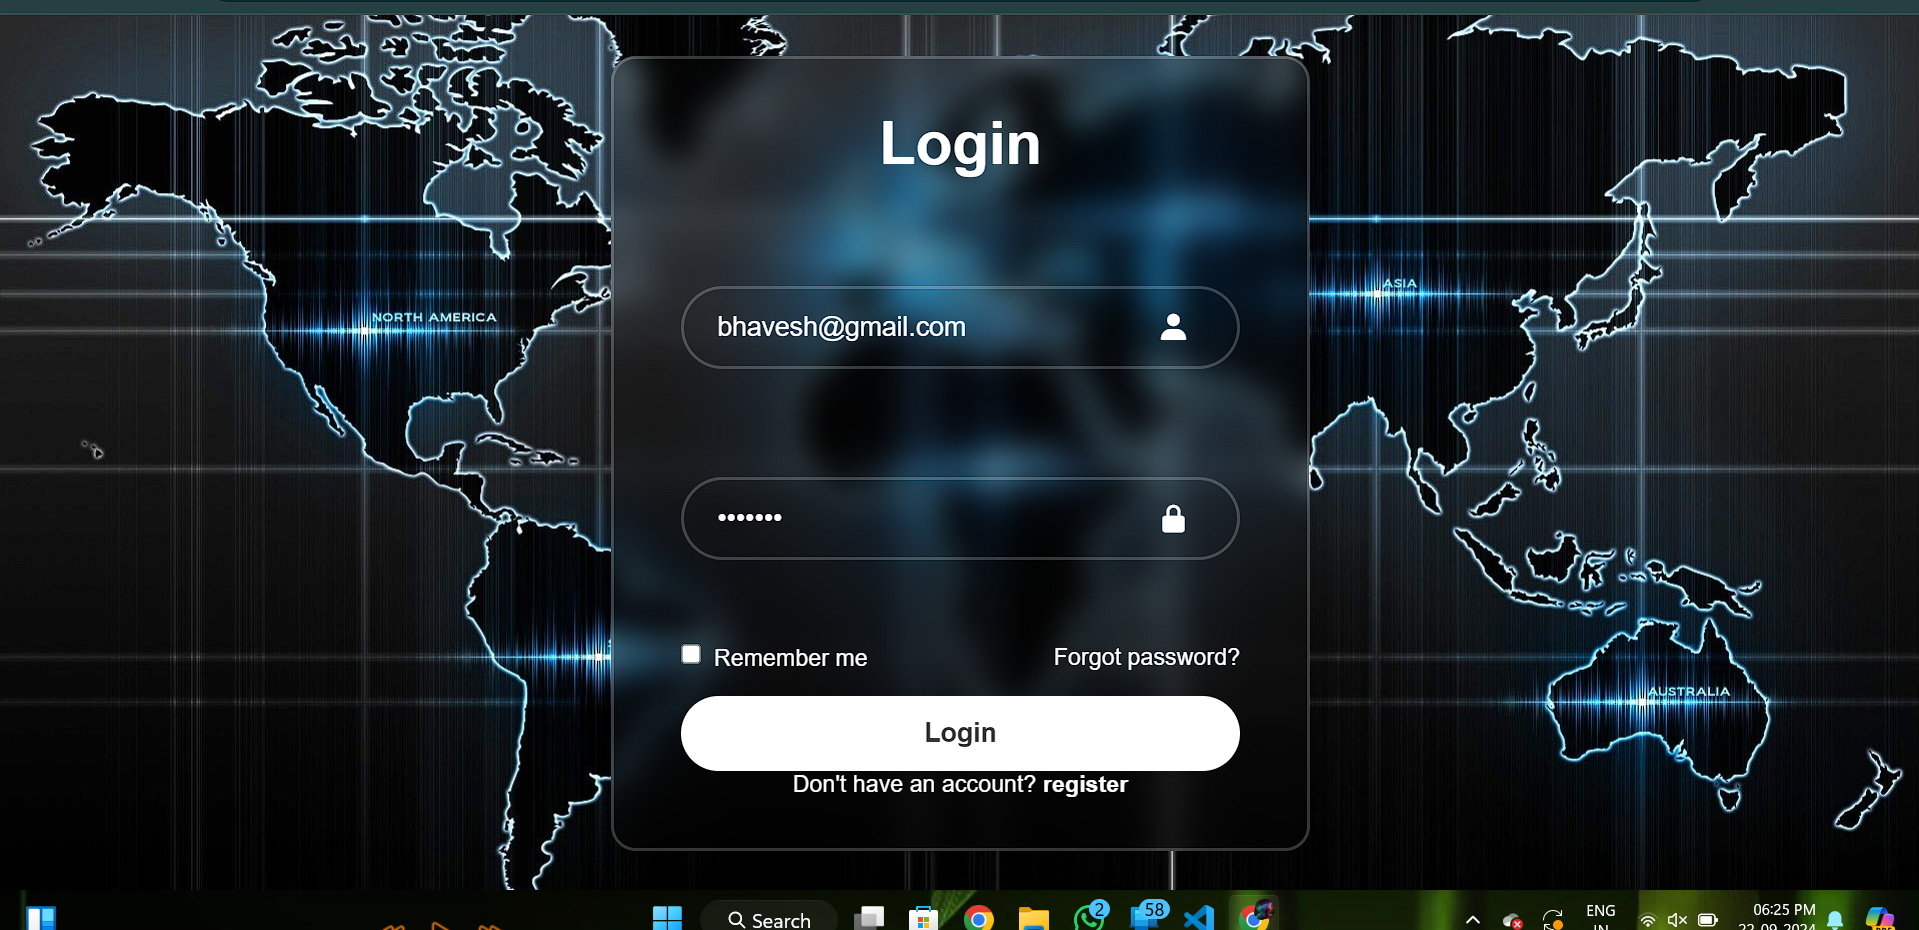 Login
NORTH AMERICA
ASIA
bhavesh@gmail.com
•••••••
Remember me
Forgot password?
AUSTRALIA
Login
Don't have an account? register
2
58
Search
ENG
IN
06:25 PM
22-09-2024